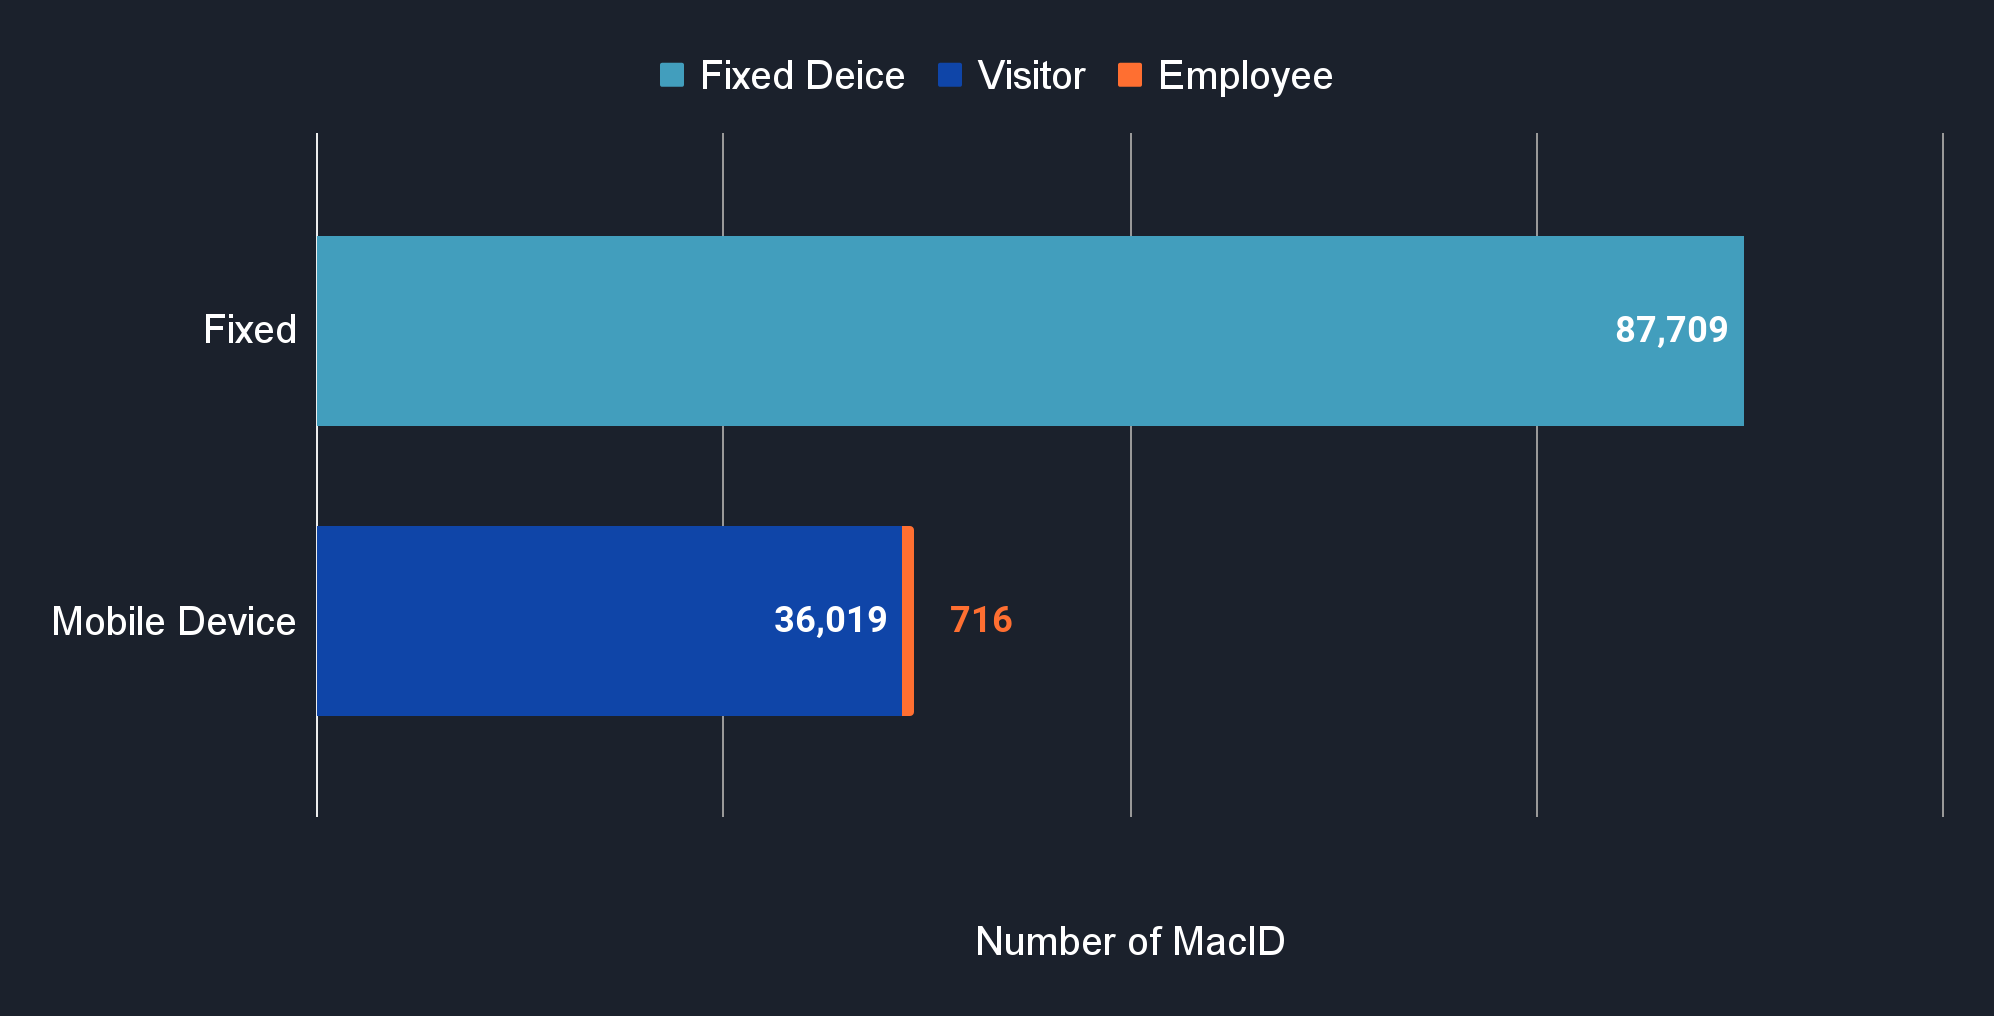 Fixed Deice Visitor Employee
Fixed 87,709
Mobile Device 36,019 716
Number of MacID